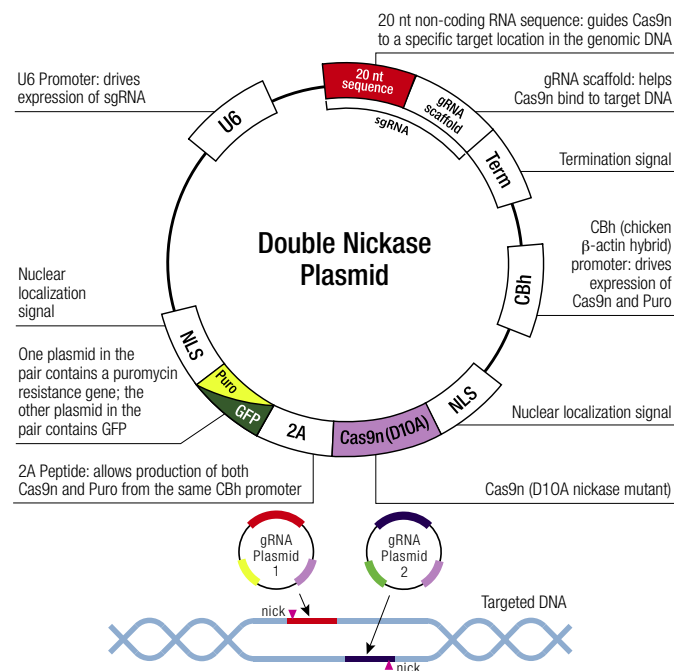 20 nt non-coding RNA sequence: guides Cas9n
to a specific target location in the genomic DNA
U6 Promoter: drives
expression of sgRNA
gRNA scaffold: helps
Cas9n bind to target DNA
20 nt
sequence
gRNA
scaffold
sgRNA
U6
Term
Termination signal
Double Nickase
Plasmid
CBh (chicken
β-actin hybrid)
promoter: drives
expression of
Cas9n and Puro
CBh
Nuclear
localization
signal
NLS
One plasmid in the
pair contains a puromycin
resistance gene; the
other plasmid in the
pair contains GFP
Puro
GFP
2A
Cas9n (D10A)
NLS
Nuclear localization signal
2A Peptide: allows production of both
Cas9n and Puro from the same CBh promoter
Cas9n (D10A nickase mutant)
gRNA
Plasmid
1
gRNA
Plasmid
2
nick
Targeted DNA
nick